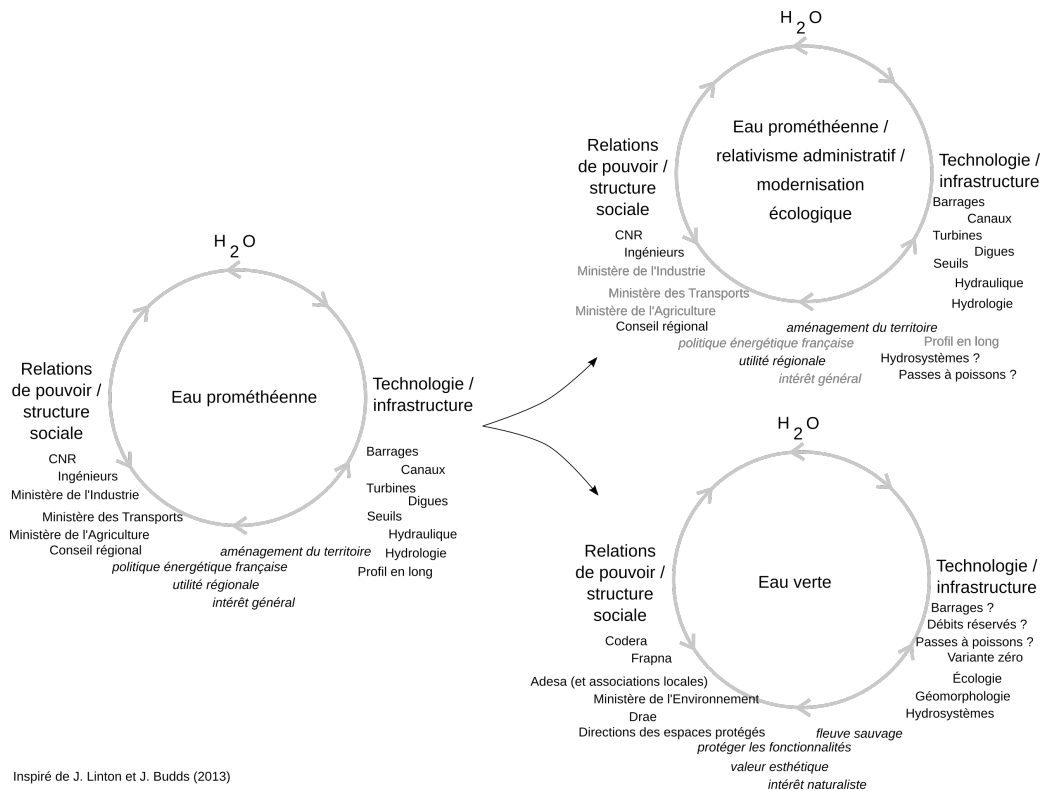 H2O
Eau prométhéenne
Relations
de pouvoir /
structure
sociale
CNR
Ingénieurs
Ministère de l'Industrie
Ministère des Transports
Ministère de l'Agriculture
Conseil régional
Technologie /
infrastructure
Barrages
Canaux
Turbines
Digues
Seuils
Hydraulique
Hydrologie
Profil en long
aménagement du territoire
politique énergétique française
utilité régionale
intérêt général
H2O
Eau prométhéenne /
relativisme administratif /
modernisation
écologique
Relations
de pouvoir /
structure
sociale
CNR
Ingénieurs
Ministère de l'Industrie
Ministère des Transports
Ministère de l'Agriculture
Conseil régional
Technologie /
infrastructure
Barrages
Canaux
Turbines
Digues
Seuils
Hydraulique
Hydrologie
Profil en long
Hydrosystèmes ?
Passes à poissons ?
aménagement du territoire
politique énergétique française
utilité régionale
intérêt général
H2O
Eau verte
Relations
de pouvoir /
structure
sociale
Codera
Frapna
Adesa (et associations locales)
Ministère de l'Environnement
Drae
Directions des espaces protégés
Technologie /
infrastructure
Barrages ?
Débits réservés ?
Passes à poissons ?
Variante zéro
Écologie
Géomorphologie
Hydrosystèmes
fleuve sauvage
protéger les fonctionnalités
valeur esthétique
intérêt naturaliste
Inspiré de J. Linton et J. Budds (2013)